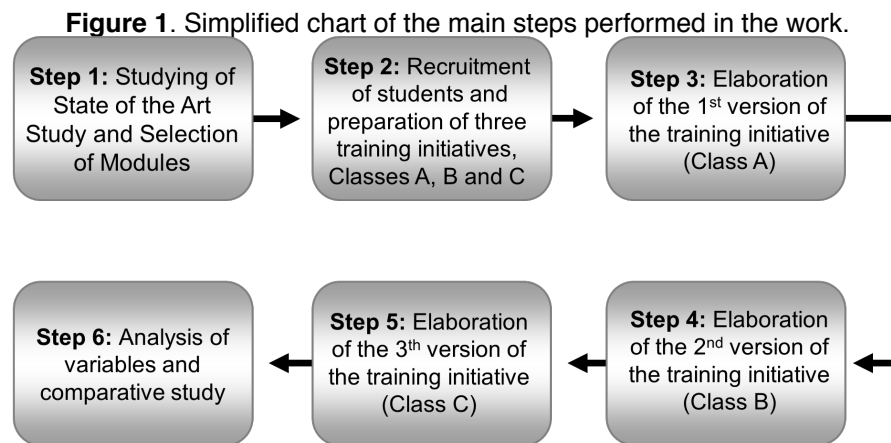 Figure 1. Simplified chart of the main steps performed in the work.
Step 1: Studying of
State of the Art
Study and Selection
of Modules
Step 2: Recruitment
of students and
preparation of three
training initiatives,
Classes A, B and C
Step 3: Elaboration
of the 1st version of
the training initiative
(Class A)
Step 4: Elaboration
of the 2nd version of
the training initiative
(Class B)
Step 5: Elaboration
of the 3th version of
the training initiative
(Class C)
Step 6: Analysis of
variables and
comparative study